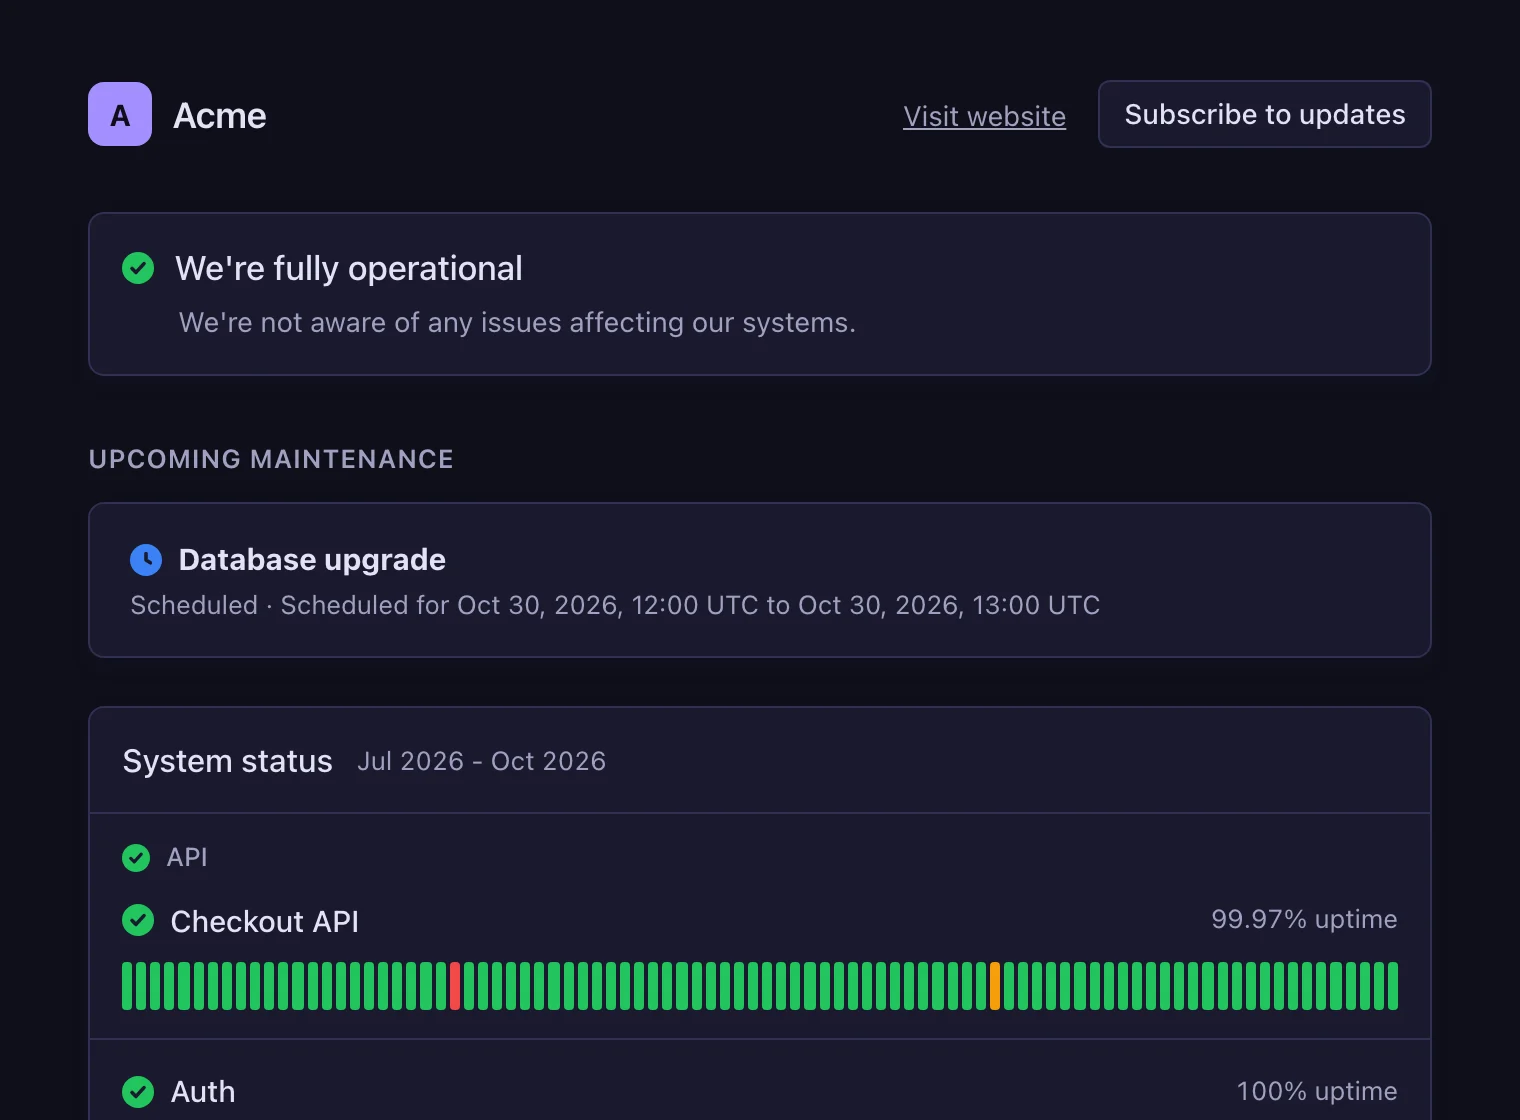 A
Acme
Visit website
Subscribe to updates
We're fully operational
We're not aware of any issues affecting our systems.
UPCOMING MAINTENANCE
Database upgrade
Scheduled · Scheduled for Oct 30, 2026, 12:00 UTC to Oct 30, 2026, 13:00 UTC
System status
Jul 2026 - Oct 2026
API
Checkout API
99.97% uptime
Auth
100% uptime